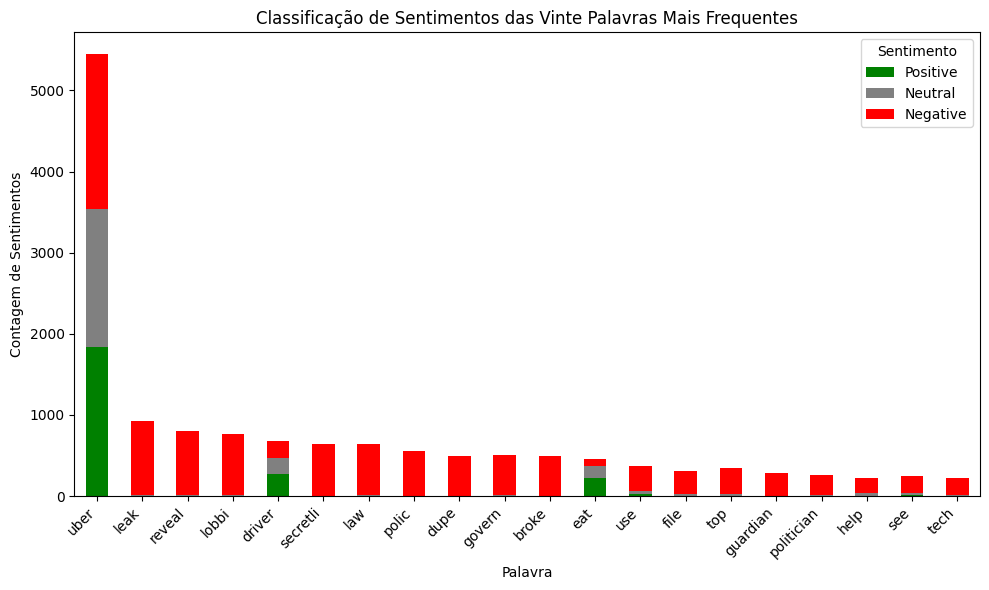 Classificação de Sentimentos das Vinte Palavras Mais Frequentes
Sentimento
Positive
Neutral
Negative
Contagem de Sentimentos
5000
4000
3000
2000
1000
0
uber
leak
reveal
lobbi
driver
secretli
law
polic
dupe
govern
broke
eat
use
file
top
guardian
politician
help
see
tech
Palavra